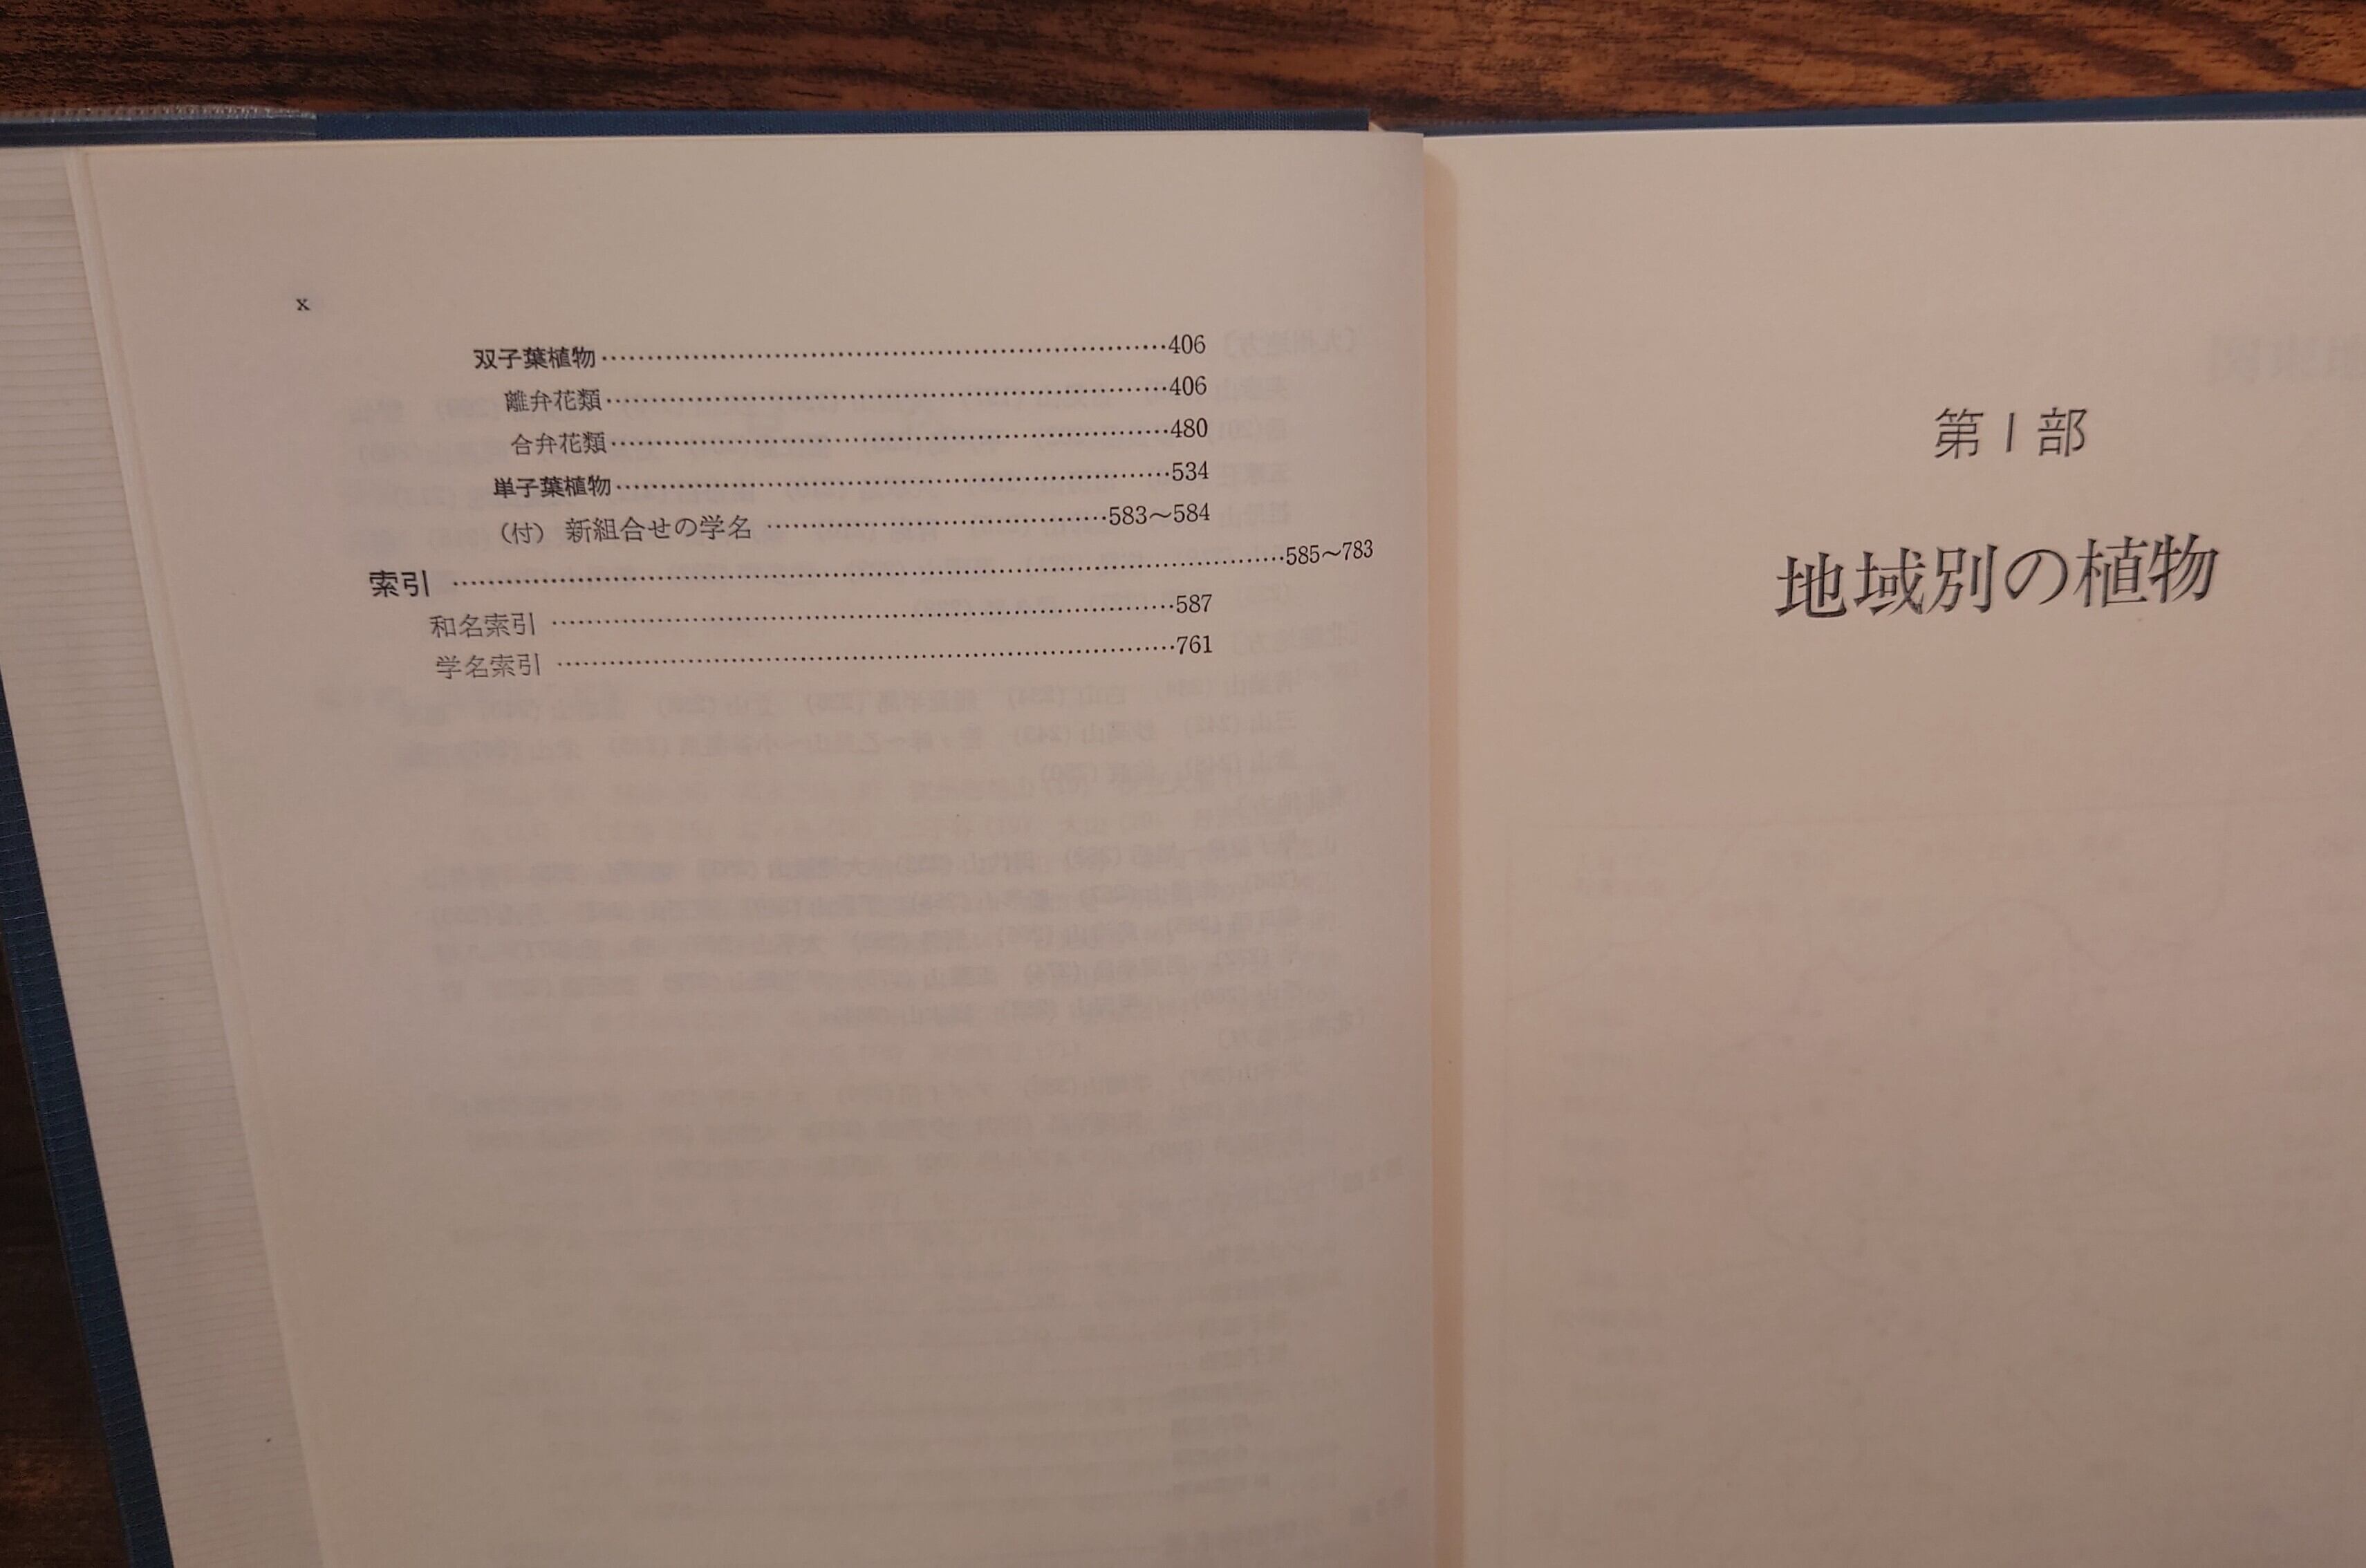 x
双子葉植物……………………………………………………406
離弁花類……………………………………………………406
合弁花類……………………………………………………480
単子葉植物……………………………………………………534
（付） 新組合せの学名 ………………………………583〜584
索引 ………………………………………………………………………………585〜783
和名索引 …………………………………………………………587
学名索引 …………………………………………………………761
第 I 部
地域別の植物